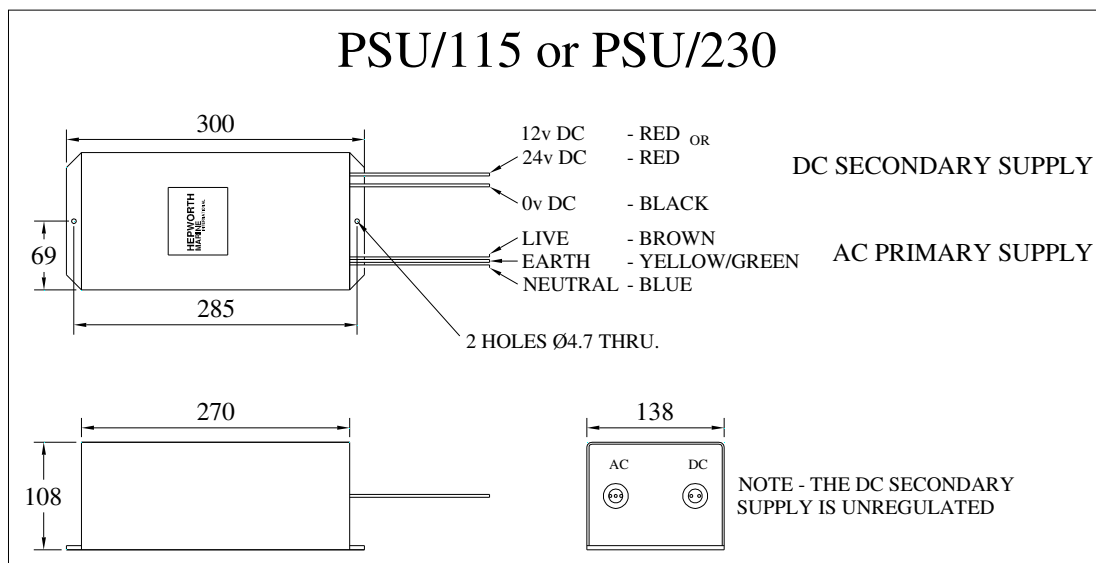 PSU/115 or PSU/230
300
12v DC - RED OR
24v DC - RED
DC SECONDARY SUPPLY
0v DC - BLACK
HEPWORTH
MARINE
INTERNATIONAL
69
LIVE - BROWN
EARTH - YELLOW/GREEN
AC PRIMARY SUPPLY
NEUTRAL - BLUE
285
2 HOLES Ø4.7 THRU.
270
138
108
AC
DC
NOTE - THE DC SECONDARY
SUPPLY IS UNREGULATED